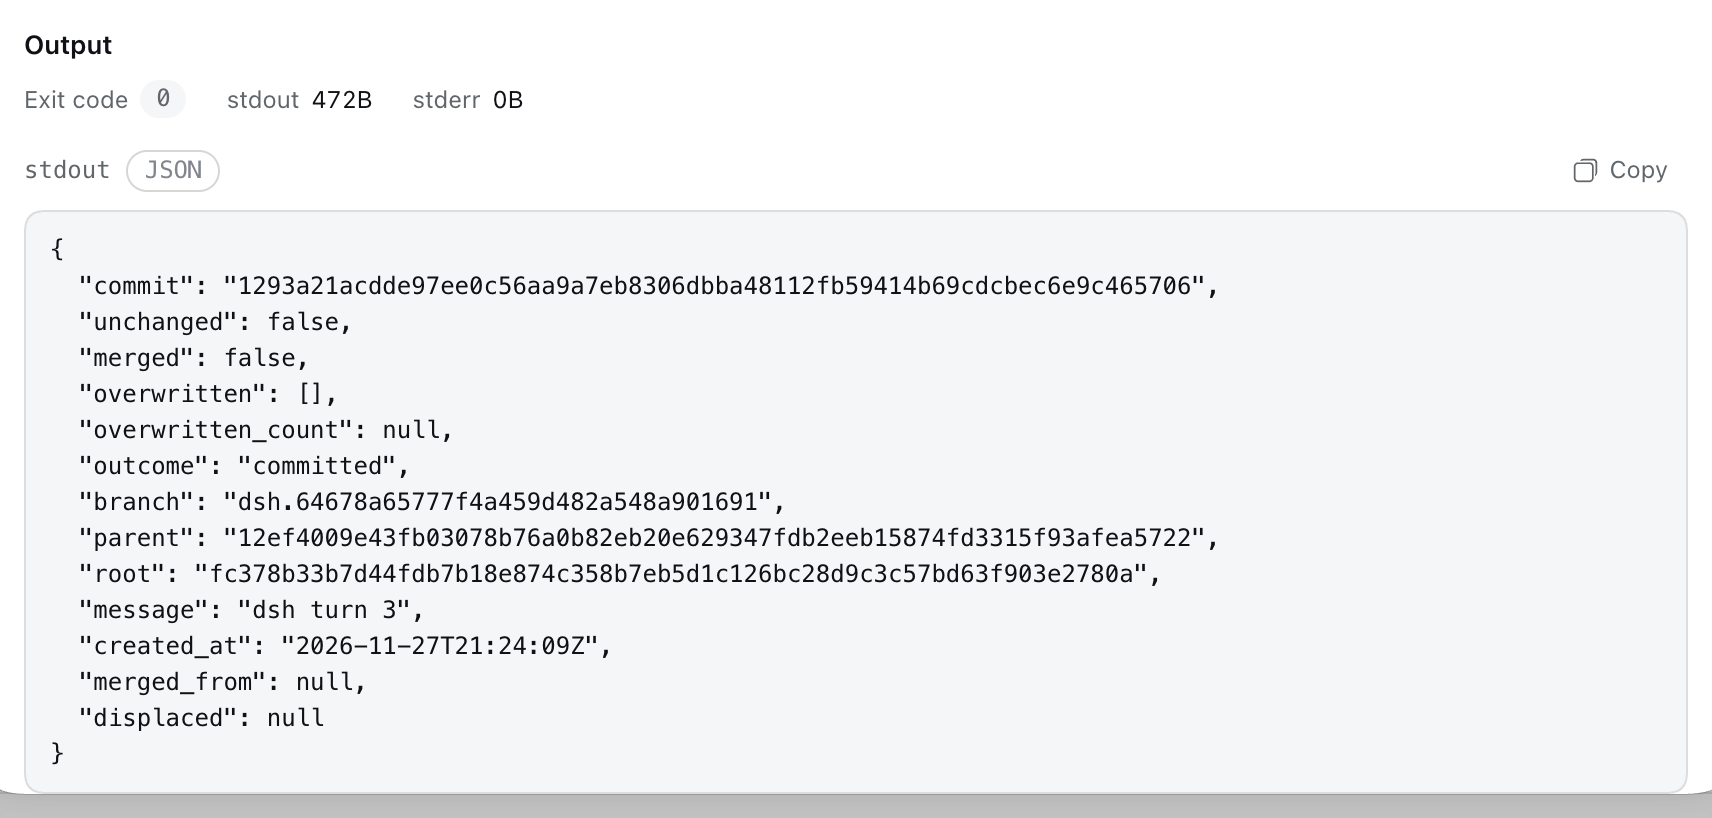 Output
Exit code 0 stdout 472B stderr 0B
stdout JSON Copy
{
  "commit": "1293a21acdde97ee0c56aa9a7eb8306dbba48112fb59414b69cdcbec6e9c465706",
  "unchanged": false,
  "merged": false,
  "overwritten": [],
  "overwritten_count": null,
  "outcome": "committed",
  "branch": "dsh.64678a65777f4a459d482a548a901691",
  "parent": "12ef4009e43fb03078b76a0b82eb20e629347fdb2eeb15874fd3315f93afea5722",
  "root": "fc378b33b7d44fdb7b18e874c358b7eb5d1c126bc28d9c3c57bd63f903e2780a",
  "message": "dsh turn 3",
  "created_at": "2026-11-27T21:24:09Z",
  "merged_from": null,
  "displaced": null
}